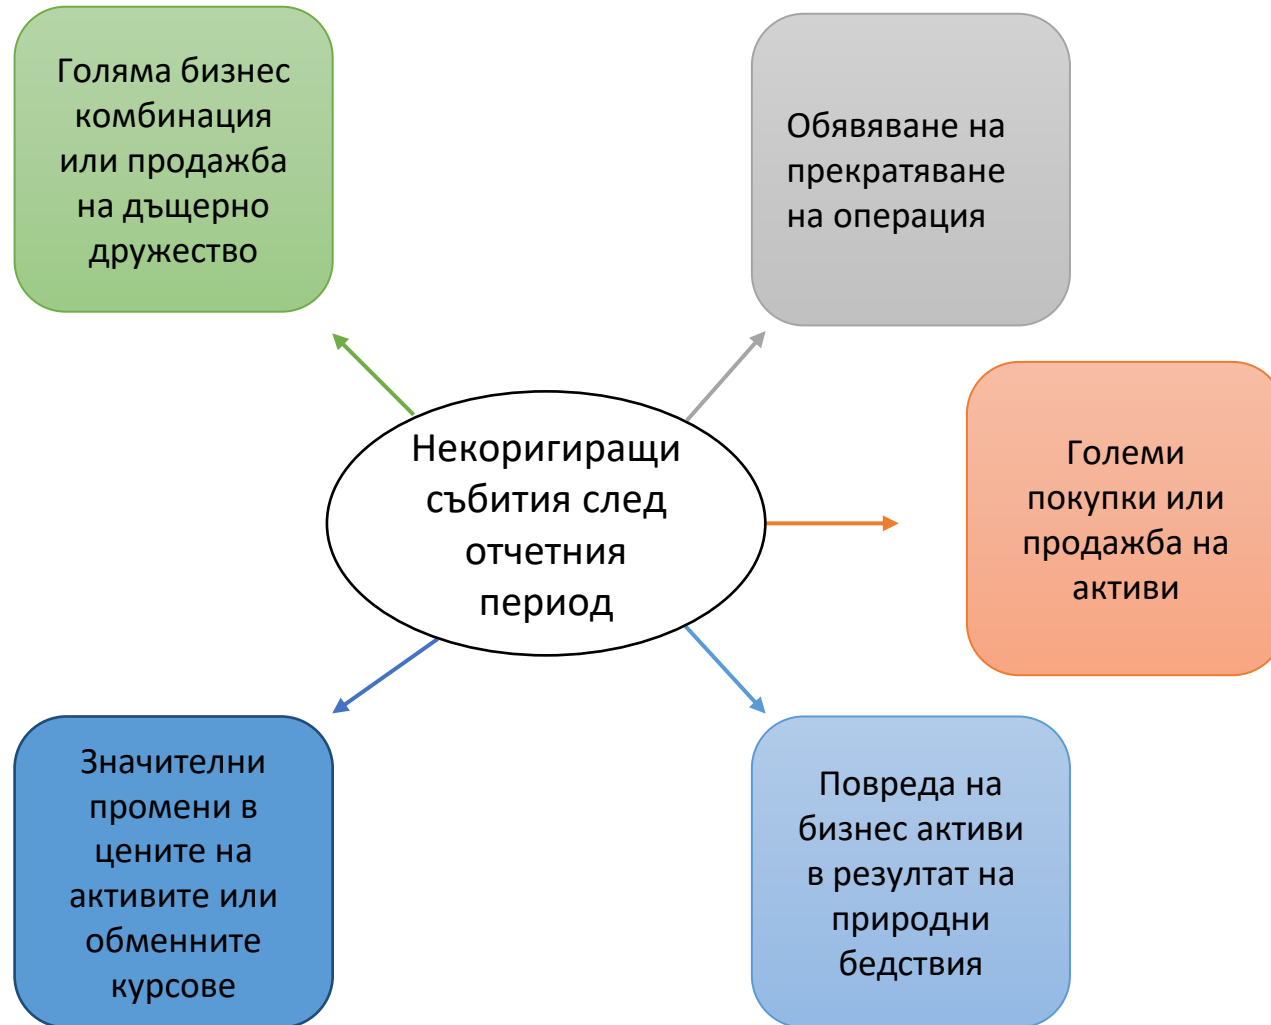 Голяма бизнес
комбинация
или продажба
на дъщерно
дружество
Обявяване на
прекратяване
на операция
Некоригиращи
събития след
отчетния
период
Големи
покупки или
продажба на
активи
Значителни
промени в
цените на
активите или
обменните
курсове
Повреда на
бизнес активи
в резултат на
природни
бедствия